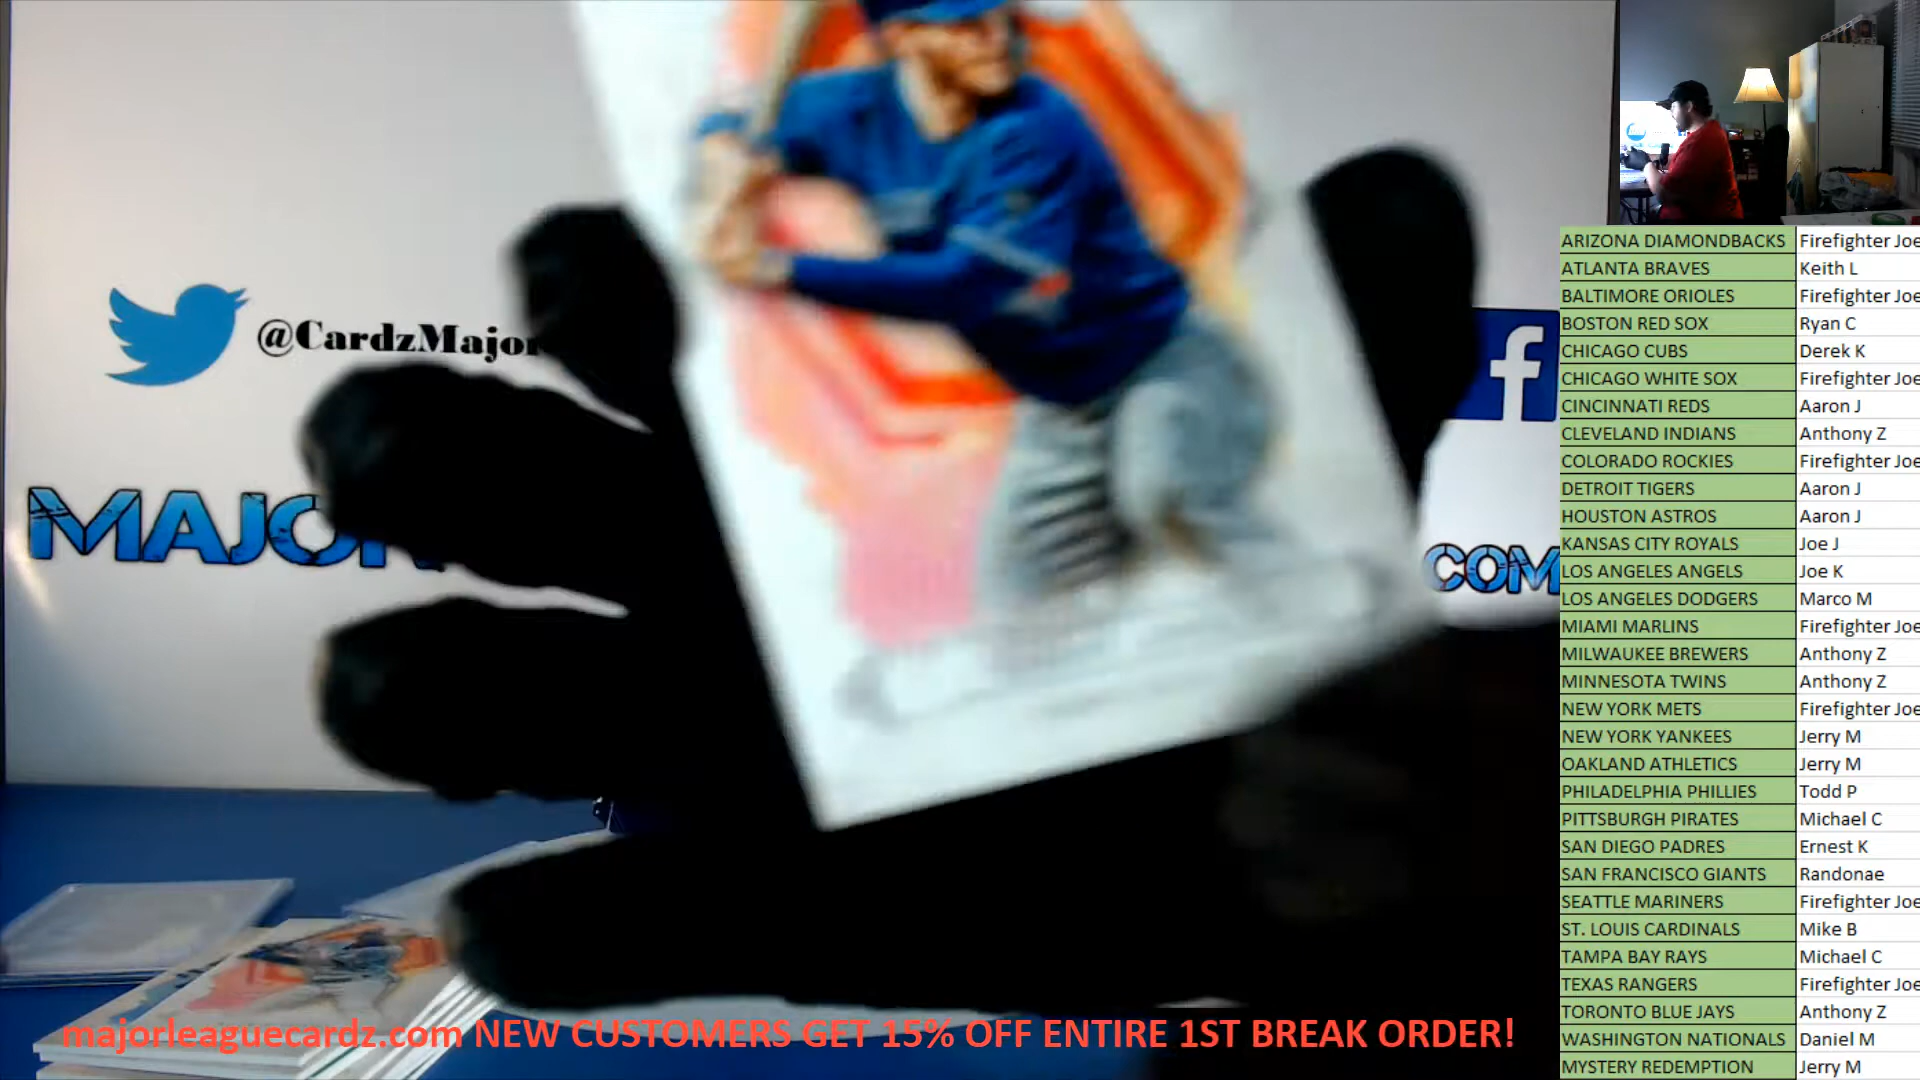 @CardzMajor
f
MAJO
COM
ARIZONA DIAMONDBACKS Firefighter Joe
ATLANTA BRAVES Keith L
BALTIMORE ORIOLES Firefighter Joe
BOSTON RED SOX Ryan C
CHICAGO CUBS Derek K
CHICAGO WHITE SOX Firefighter Joe
CINCINNATI REDS Aaron J
CLEVELAND INDIANS Anthony Z
COLORADO ROCKIES Firefighter Joe
DETROIT TIGERS Aaron J
HOUSTON ASTROS Aaron J
KANSAS CITY ROYALS Joe J
LOS ANGELES ANGELS Joe K
LOS ANGELES DODGERS Marco M
MIAMI MARLINS Firefighter Joe
MILWAUKEE BREWERS Anthony Z
MINNESOTA TWINS Anthony Z
NEW YORK METS Firefighter Joe
NEW YORK YANKEES Jerry M
OAKLAND ATHLETICS Jerry M
PHILADELPHIA PHILLIES Todd P
PITTSBURGH PIRATES Michael C
SAN DIEGO PADRES Ernest K
SAN FRANCISCO GIANTS Randonae
SEATTLE MARINERS Firefighter Joe
ST. LOUIS CARDINALS Mike B
TAMPA BAY RAYS Michael C
TEXAS RANGERS Firefighter Joe
TORONTO BLUE JAYS Anthony Z
WASHINGTON NATIONALS Daniel M
MYSTERY REDEMPTION Jerry M
majorleaguecardz.com NEW CUSTOMERS GET 15% OFF ENTIRE 1ST BREAK ORDER!